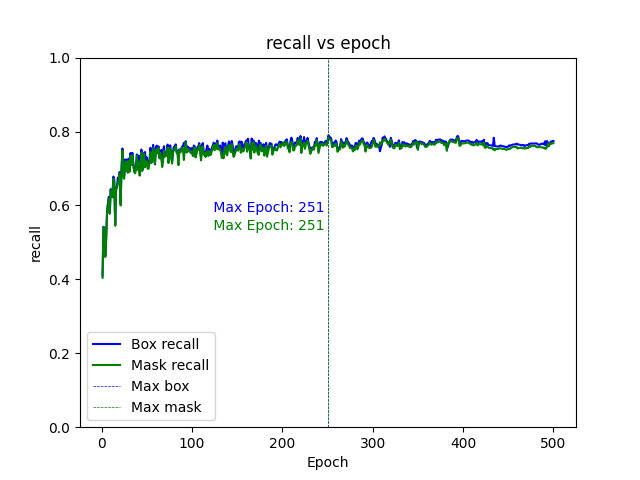 recall vs epoch
1.0
0.8
0.6
0.4
0.2
0.0
recall
Max Epoch: 251
Max Epoch: 251
Box recall
Mask recall
Max box
Max mask
0 100 200 300 400 500
Epoch